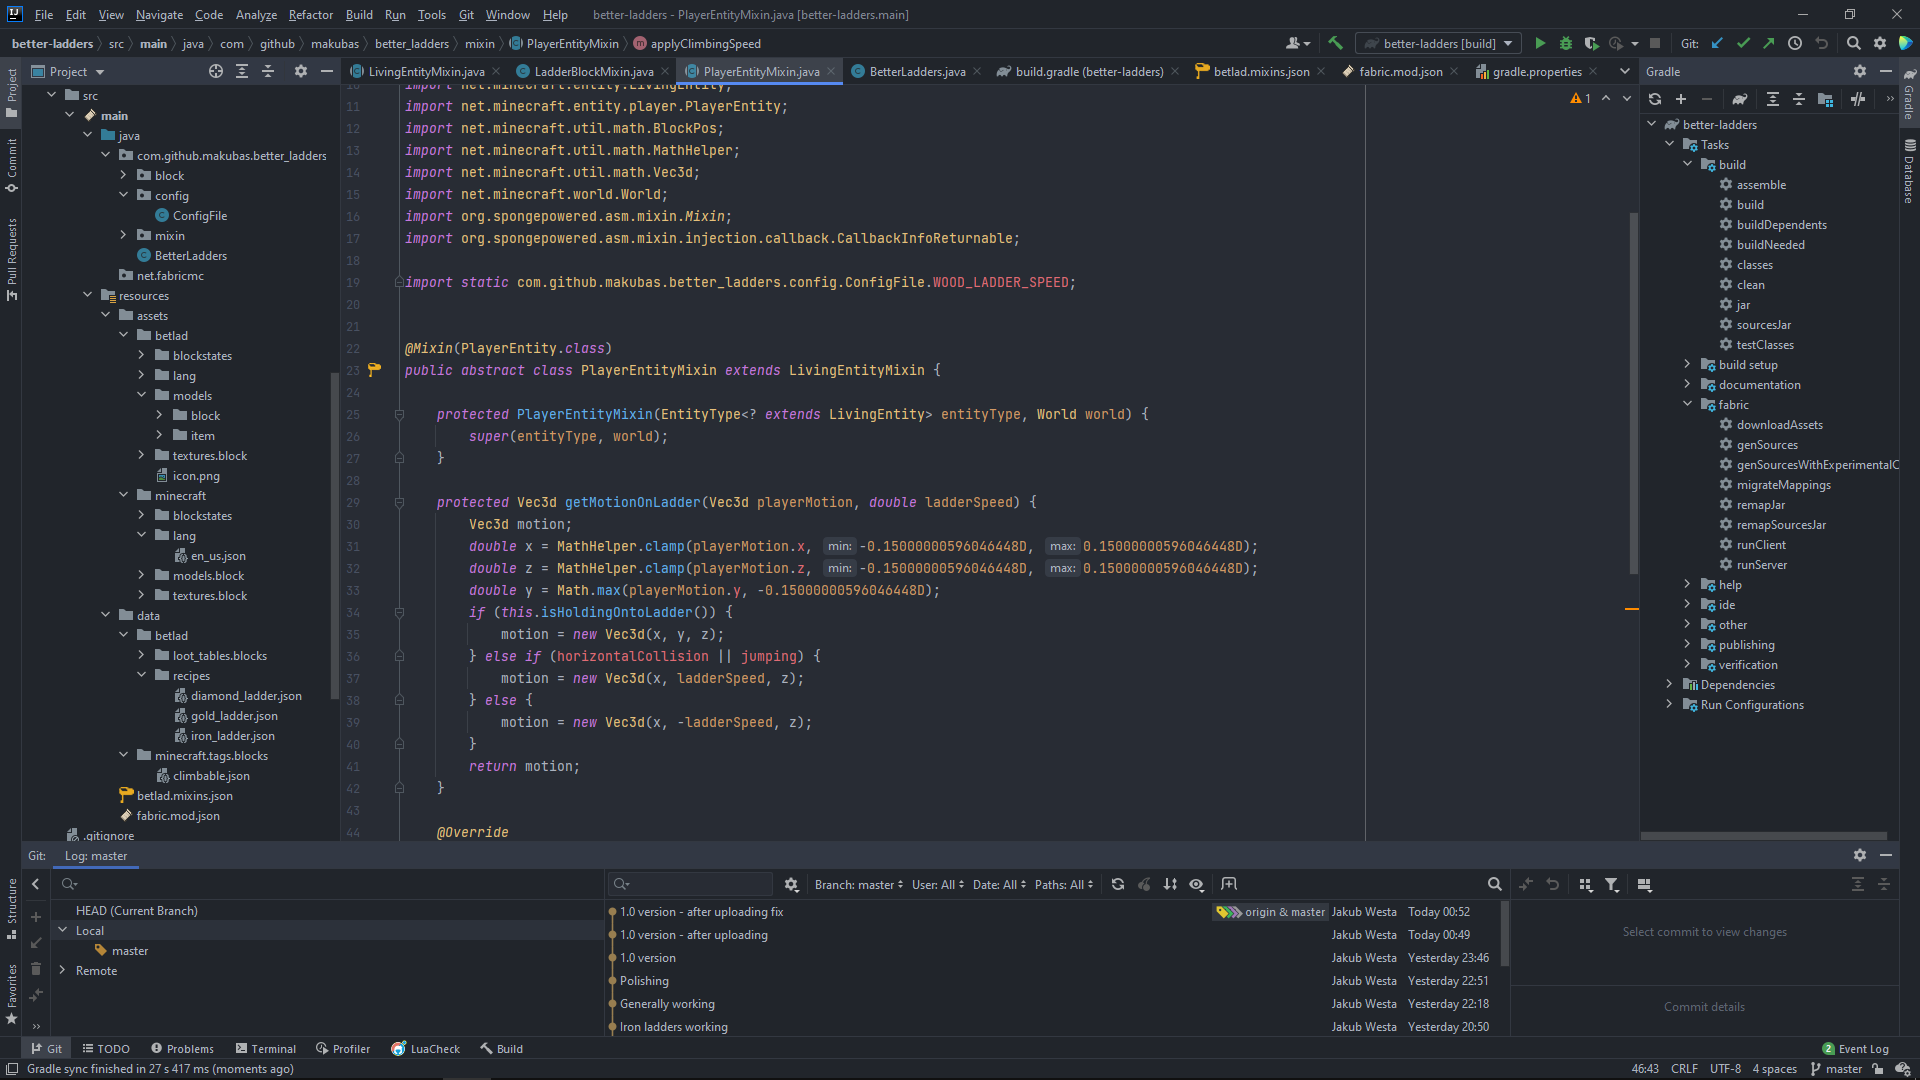 File Edit View Navigate Code Analyze Refactor Build Run Tools Git Window Help better-ladders - PlayerEntityMixin.java [better-ladders.main]
better-ladders src main java com github makubas better_ladders mixin PlayerEntityMixin applyClimbingSpeed better-ladders [build] Git:
Project
LivingEntityMixin.java LadderBlockMixin.java PlayerEntityMixin.java BetterLadders.java build.gradle (better-ladders) betlad.mixins.json fabric.mod.json gradle.properties
Gradle
Project
Commit
Pull Requests
Structure
Favorites
src
main
java
com.github.makubas.better_ladders
block
config
ConfigFile
mixin
BetterLadders
net.fabricmc
resources
assets
betlad
blockstates
lang
models
block
item
textures.block
icon.png
minecraft
blockstates
lang
en_us.json
models.block
textures.block
data
betlad
loot_tables.blocks
recipes
diamond_ladder.json
gold_ladder.json
iron_ladder.json
minecraft.tags.blocks
climbable.json
betlad.mixins.json
fabric.mod.json
.gitignore
1
10 import net.minecraft.entity.LivingEntity;
11 import net.minecraft.entity.player.PlayerEntity;
12 import net.minecraft.util.math.BlockPos;
13 import net.minecraft.util.math.MathHelper;
14 import net.minecraft.util.math.Vec3d;
15 import net.minecraft.world.World;
16 import org.spongepowered.asm.mixin.Mixin;
17 import org.spongepowered.asm.mixin.injection.callback.CallbackInfoReturnable;
18
19 import static com.github.makubas.better_ladders.config.ConfigFile.WOOD_LADDER_SPEED;
20
21
22 @Mixin(PlayerEntity.class)
23 public abstract class PlayerEntityMixin extends LivingEntityMixin {
24
25 protected PlayerEntityMixin(EntityType<? extends LivingEntity> entityType, World world) {
26 super(entityType, world);
27 }
28
29 protected Vec3d getMotionOnLadder(Vec3d playerMotion, double ladderSpeed) {
30 Vec3d motion;
31 double x = MathHelper.clamp(playerMotion.x, min: -0.15000000596046448D, max: 0.15000000596046448D);
32 double z = MathHelper.clamp(playerMotion.z, min: -0.15000000596046448D, max: 0.15000000596046448D);
33 double y = Math.max(playerMotion.y, -0.15000000596046448D);
34 if (this.isHoldingOntoLadder()) {
35 motion = new Vec3d(x, y, z);
36 } else if (horizontalCollision || jumping) {
37 motion = new Vec3d(x, ladderSpeed, z);
38 } else {
39 motion = new Vec3d(x, -ladderSpeed, z);
40 }
41 return motion;
42 }
43
44 @Override
better-ladders
Tasks
build
assemble
build
buildDependents
buildNeeded
classes
clean
jar
sourcesJar
testClasses
build setup
documentation
fabric
downloadAssets
genSources
genSourcesWithExperimentalC
migrateMappings
remapJar
remapSourcesJar
runClient
runServer
help
ide
other
publishing
verification
Dependencies
Run Configurations
Gradle
Database
Git: Log: master
HEAD (Current Branch)
Local
master
Remote
Branch: master User: All Date: All Paths: All
1.0 version - after uploading fix origin & master Jakub Westa Today 00:52
1.0 version - after uploading Jakub Westa Today 00:49
1.0 version Jakub Westa Yesterday 23:46
Polishing Jakub Westa Yesterday 22:51
Generally working Jakub Westa Yesterday 22:18
Iron ladders working Jakub Westa Yesterday 20:50
Select commit to view changes
Commit details
Git TODO Problems Terminal Profiler LuaCheck Build 2 Event Log
Gradle sync finished in 27 s 417 ms (moments ago) 46:43 CRLF UTF-8 4 spaces master